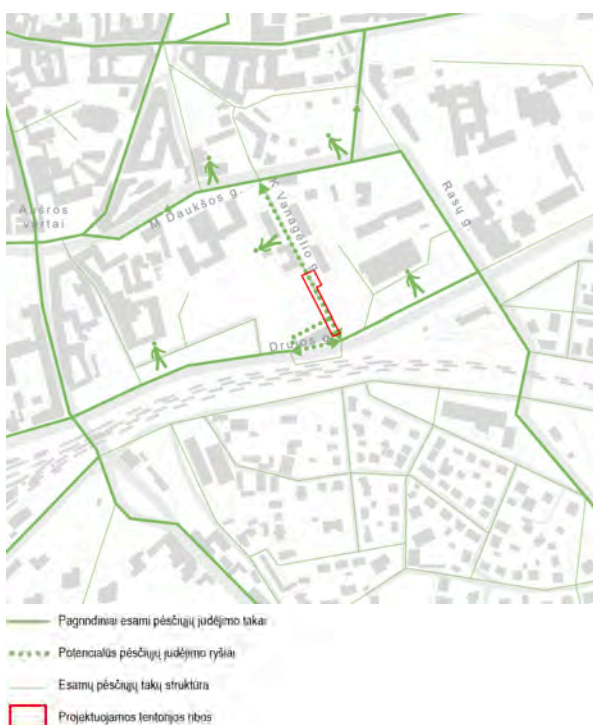 Aušros
vartai
M. Daukšos g.
K. Vanagėlio g.
Rasų g.
Drujos g.
Pagrindiniai esami pėsčiųjų judėjimo takai
Potencialūs pėsčiųjų judėjimo ryšiai
Esamų pėsčiųjų takų struktūra
Projektuojamos teritorijos ribos